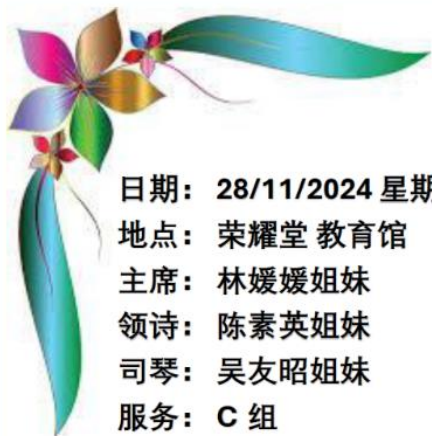 日期： 28/11/2024 星期
地点： 荣耀堂 教育馆
主席： 林媛媛姐妹
领诗： 陈素英姐妹
司琴： 吴友昭姐妹
服务： C 组